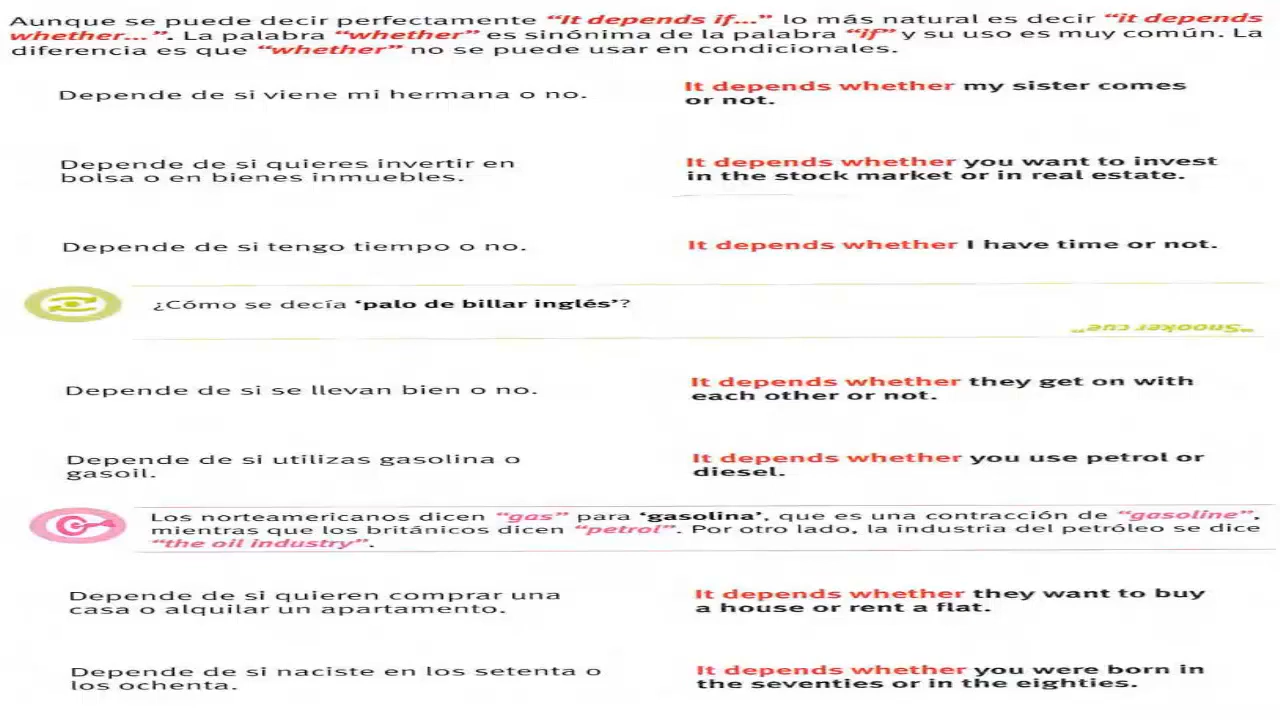 Aunque se puede decir perfectamente “It depends if...” lo más natural es decir “it depends
whether...”. La palabra “whether” es sinónima de la palabra “if” y su uso es muy común. La
diferencia es que “whether” no se puede usar en condicionales.
Depende de si viene mi hermana o no.
It depends whether my sister comes
or not.
Depende de si quieres invertir en
bolsa o en bienes inmuebles.
It depends whether you want to invest
in the stock market or in real estate.
Depende de si tengo tiempo o no.
It depends whether I have time or not.
¿Cómo se decía ‘palo de billar inglés’?
“Snooker cue”
Depende de si se llevan bien o no.
It depends whether they get on with
each other or not.
Depende de si utilizas gasolina o
gasoil.
It depends whether you use petrol or
diesel.
Los norteamericanos dicen “gas” para ‘gasolina’, que es una contracción de “gasoline”,
mientras que los británicos dicen “petrol”. Por otro lado, la industria del petróleo se dice
“the oil industry”.
Depende de si quieren comprar una
casa o alquilar un apartamento.
It depends whether they want to buy
a house or rent a flat.
Depende de si naciste en los setenta o
los ochenta.
It depends whether you were born in
the seventies or in the eighties.